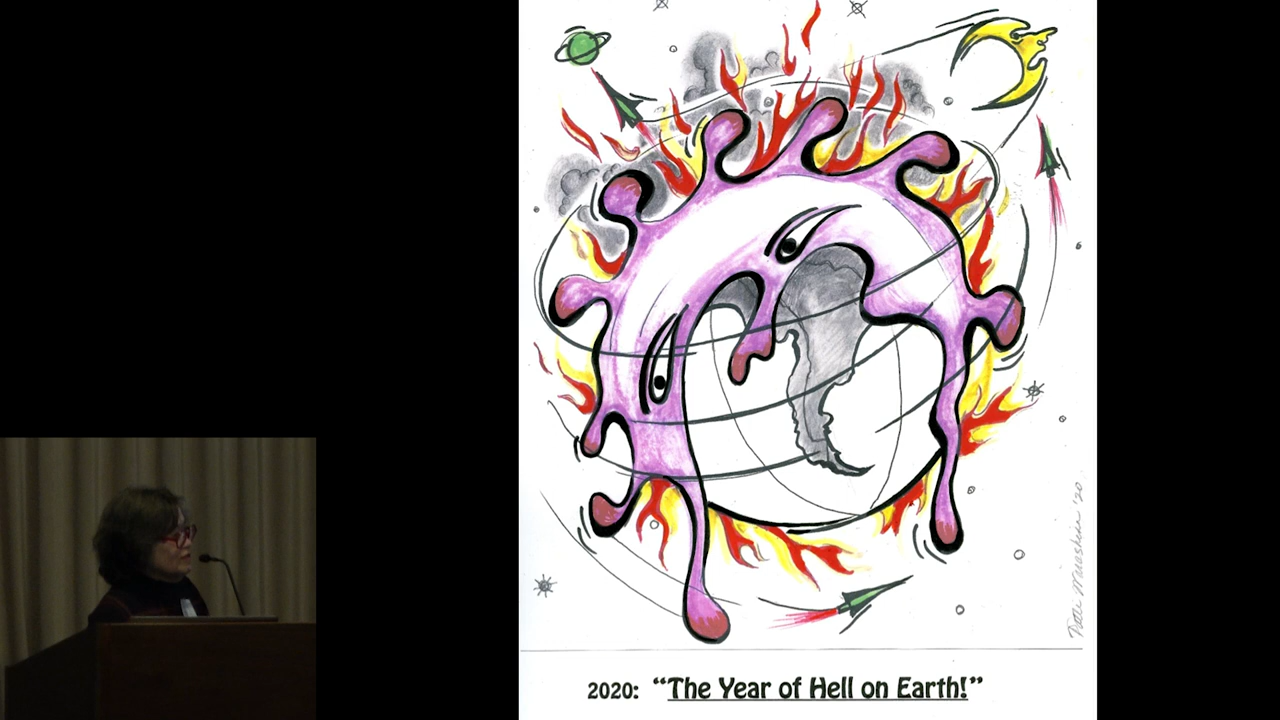 2020: “The Year of Hell on Earth!”